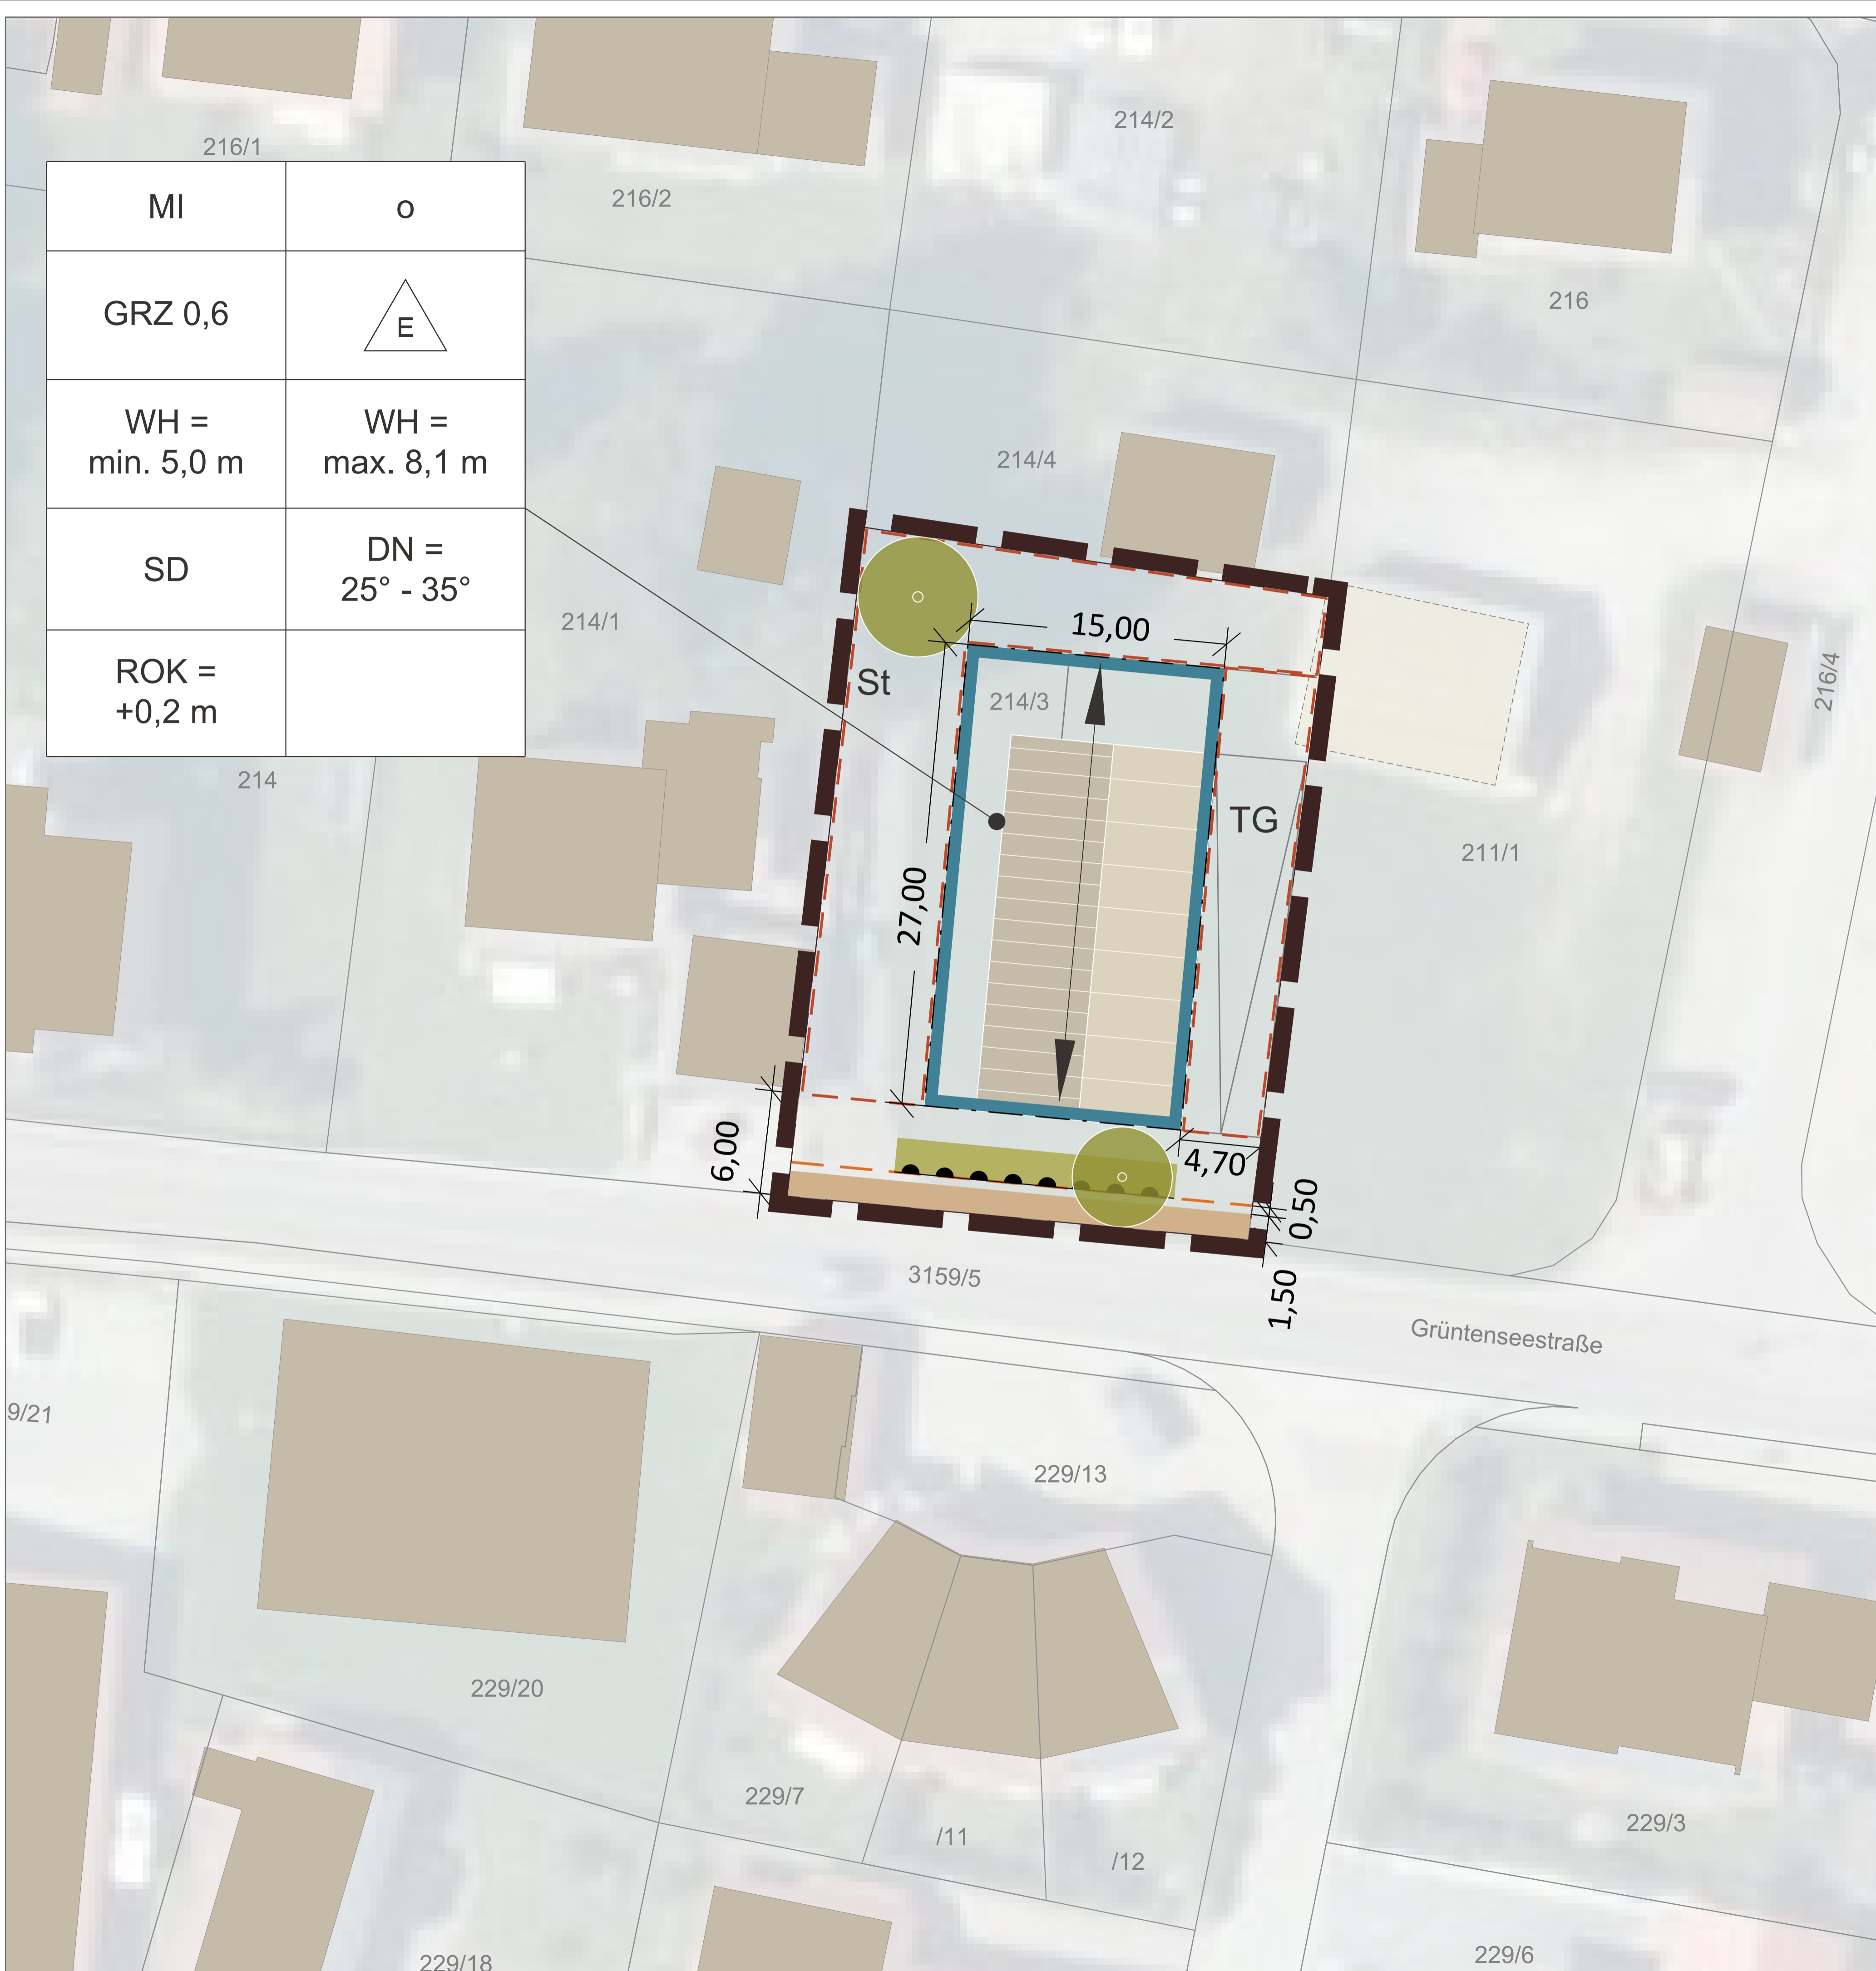 216/1
214/2
216/2
216
MI
o
GRZ 0,6
E
WH =
min. 5,0 m
WH =
max. 8,1 m
SD
DN =
25° - 35°
ROK =
+0,2 m
214/4
214/1
15,00
St
214/3
216/4
214
TG
211/1
27,00
6,00
4,70
0,50
1,50
3159/5
Grüntenseestraße
9/21
229/13
229/20
229/7
/11
/12
229/3
229/18
229/6